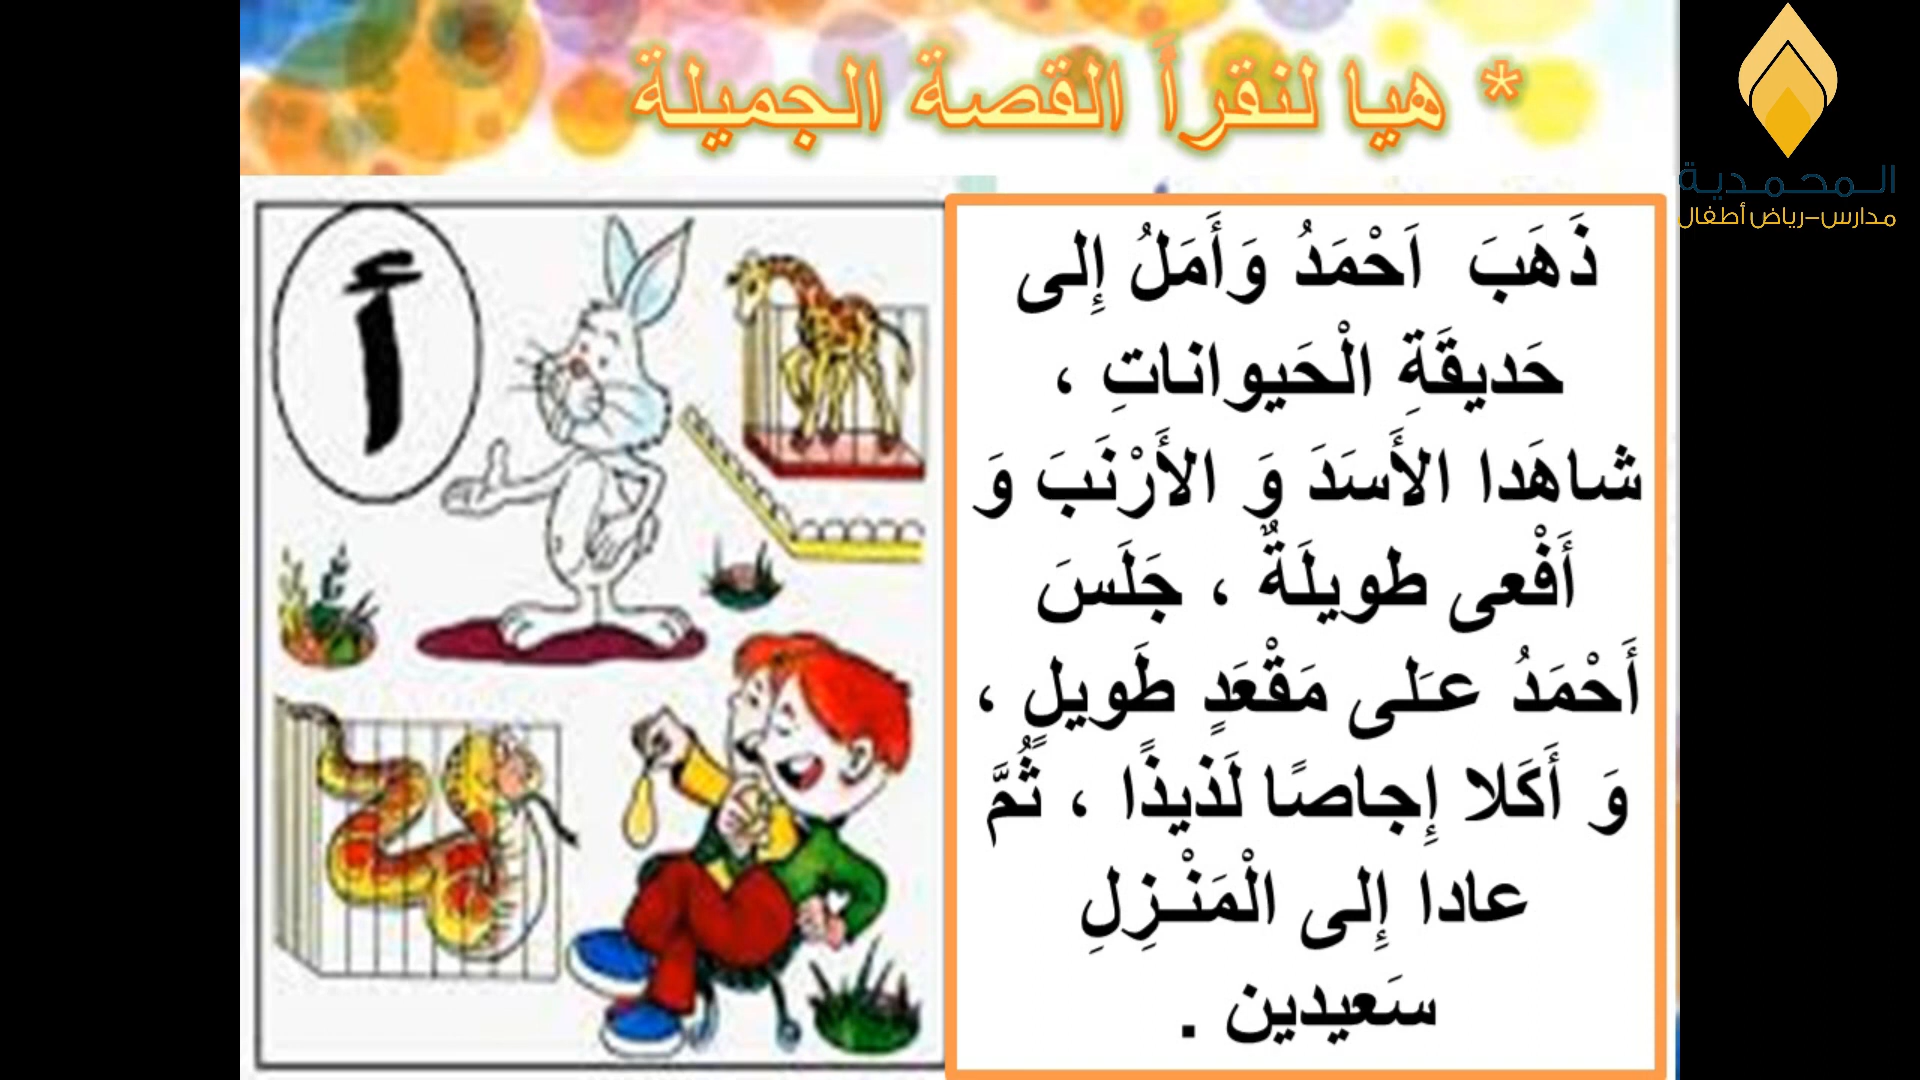 * هيا لنقرأ القصة الجميلة
المحمدية
مدارس-رياض أطفال
أ
ذَهَبَ اَحْمَدُ وَأَمَلُ إِلى
حَديقَةِ الْحَيواناتِ ،
شاهَدا الأَسَدَ وَ الأَرْنَبَ وَ
أَفْعى طويلَةٌ ، جَلَسَ
أَحْمَدُ عَلى مَقْعَدٍ طَويلٍ ،
وَ أَكَلا إِجاصًا لَذيذًا ، ثُمَّ
عادا إِلى الْمَنْزِلِ
سَعيدين .